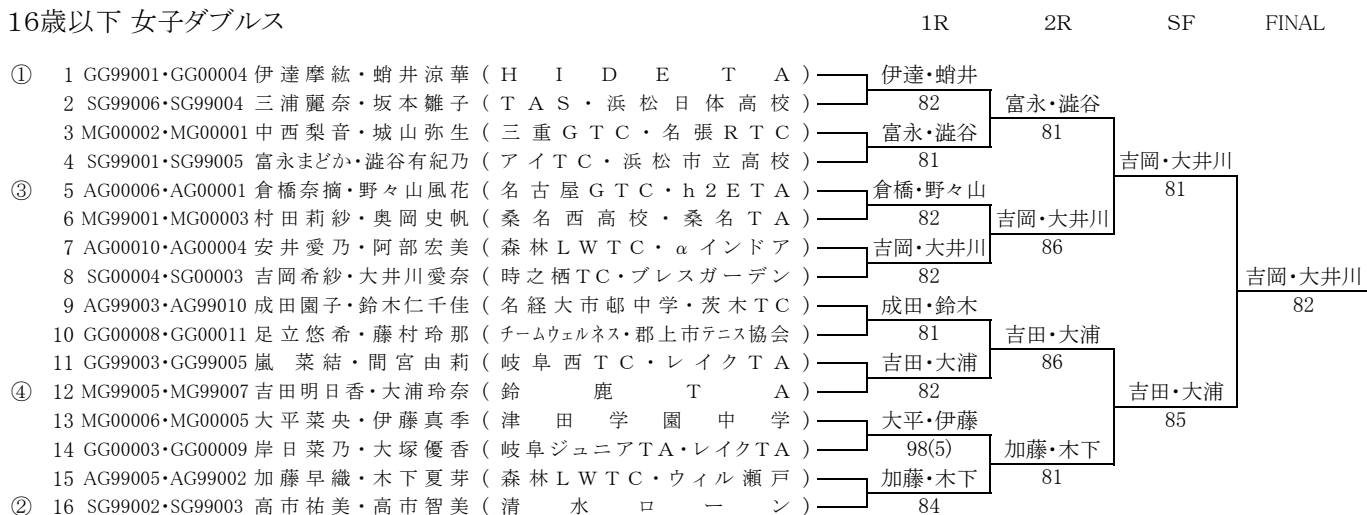 16歳以下 女子ダブルス 1R 2R SF FINAL
① 1 GG99001・GG00004 伊達摩紘・蛸井涼華 ( HIDETA ) 伊達・蛸井
2 SG99006・SG99004 三浦麗奈・坂本雛子 ( TAS・浜松日体高校 ) 82 富永・澁谷
3 MG00002・MG00001 中西梨音・城山弥生 ( 三重GTC・名張RTC ) 富永・澁谷 81
4 SG99001・SG99005 富永まどか・澁谷有紀乃 ( アイTC・浜松市立高校 ) 81 吉岡・大井川
③ 5 AG00006・AG00001 倉橋奈摘・野々山風花 ( 名古屋GTC・h2ETA ) 倉橋・野々山 81
6 MG99001・MG00003 村田莉紗・奥岡史帆 ( 桑名西高校・桑名TA ) 82 吉岡・大井川
7 AG00010・AG00004 安井愛乃・阿部宏美 ( 森林LWTC・αインドア ) 吉岡・大井川 86
8 SG00004・SG00003 吉岡希紗・大井川愛奈 ( 時之栖TC・ブレスガーデン ) 82 吉岡・大井川
9 AG99003・AG99010 成田園子・鈴木仁千佳 ( 名経大市邨中学・茨木TC ) 成田・鈴木 82
10 GG00008・GG00011 足立悠希・藤村玲那 ( チームウェルネス・郡上市テニス協会 ) 81 吉田・大浦
11 GG99003・GG99005 嵐 菜結・間宮由莉 ( 岐阜西TC・レイクTA ) 吉田・大浦 86
④ 12 MG99005・MG99007 吉田明日香・大浦玲奈 ( 鈴鹿TA ) 82 吉田・大浦
13 MG00006・MG00005 大平菜央・伊藤真季 ( 津田学園中学 ) 大平・伊藤 85
14 GG00003・GG00009 岸日菜乃・大塚優香 ( 岐阜ジュニアTA・レイクTA ) 98(5) 加藤・木下
15 AG99005・AG99002 加藤早織・木下夏芽 ( 森林LWTC・ウィル瀬戸 ) 加藤・木下 81
② 16 SG99002・SG99003 高市祐美・高市智美 ( 清水ローン ) 84